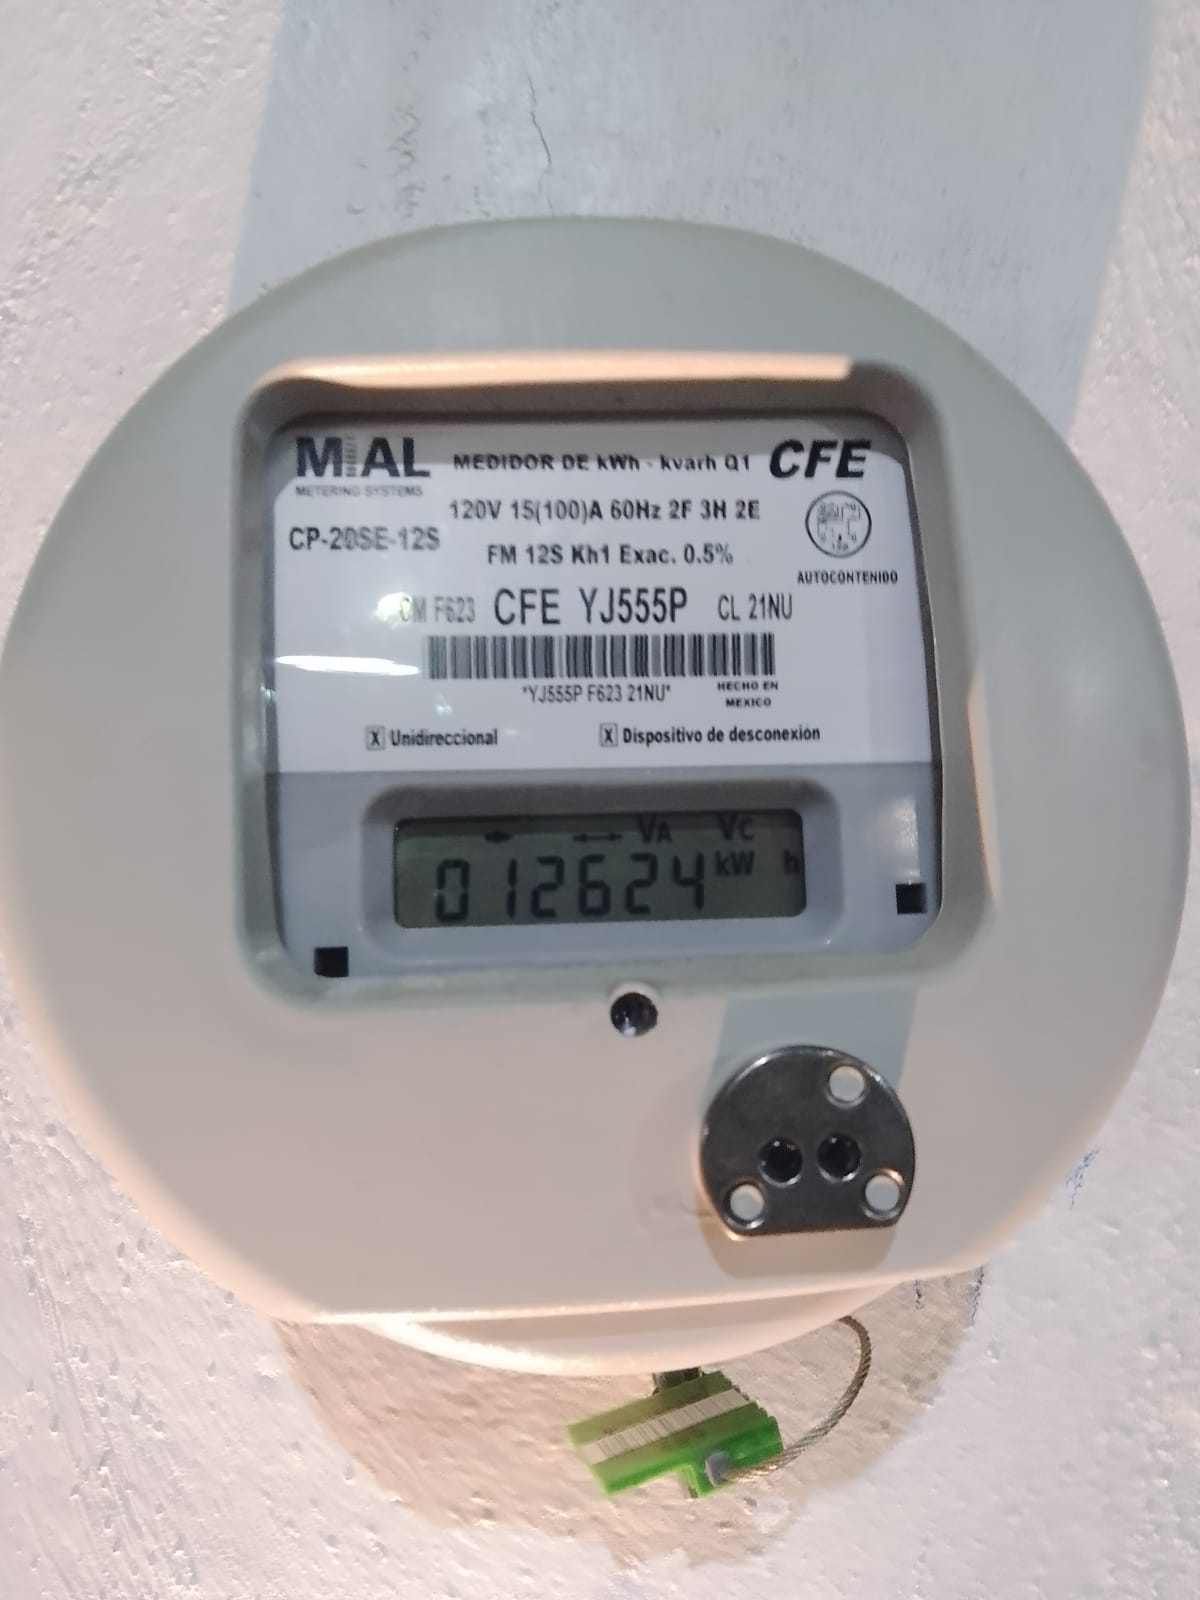 MIAL MEDIDOR DE kWh - kvarh Q1 CFE
METERING SYSTEMS
120V 15(100)A 60Hz 2F 3H 2E
CP-20SE-12S
FM 12S Kh1 Exac. 0.5%
AUTOCONTENIDO
CM F623 CFE YJ555P CL 21NU
*YJ555P F623 21NU*
HECHO EN
MEXICO
X Unidireccional X Dispositivo de desconexión
VA VC
012624 kW h